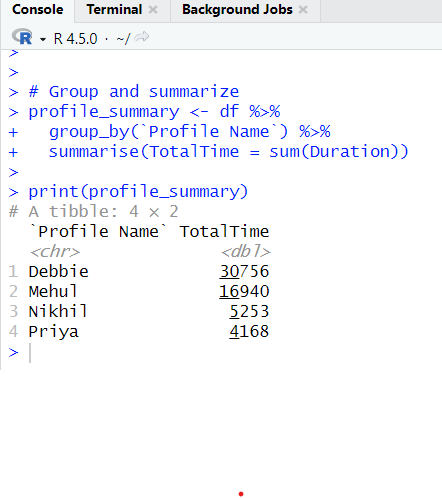 Console Terminal Background Jobs
R R 4.5.0 · ~/
>
>
> # Group and summarize
> profile_summary <- df %>%
+   group_by(`Profile Name`) %>%
+   summarise(TotalTime = sum(Duration))
>
> print(profile_summary)
# A tibble: 4 × 2
  `Profile Name` TotalTime
  <chr>              <dbl>
1 Debbie             30756
2 Mehul              16940
3 Nikhil              5253
4 Priya               4168
>